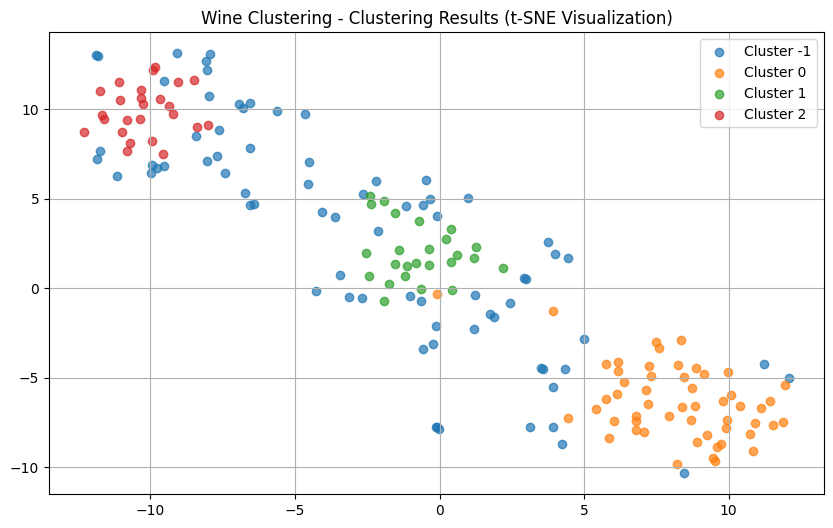 Wine Clustering - Clustering Results (t-SNE Visualization)
Cluster -1
Cluster 0
Cluster 1
Cluster 2
10
5
0
−5
−10
−10
−5
0
5
10